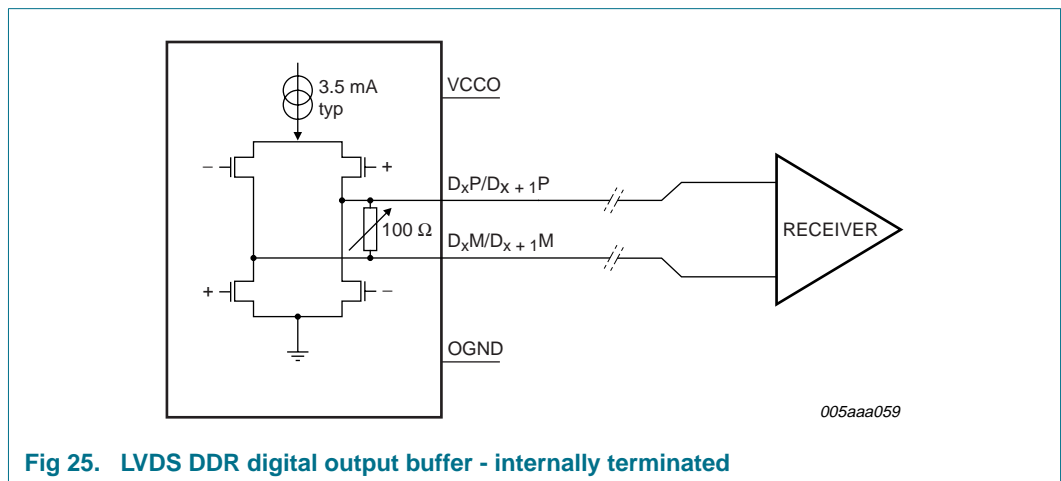 3.5 mA
typ
VCCO
– +
DxP/Dx + 1P
100 Ω
RECEIVER
DxM/Dx + 1M
+ –
OGND
005aaa059
Fig 25. LVDS DDR digital output buffer - internally terminated